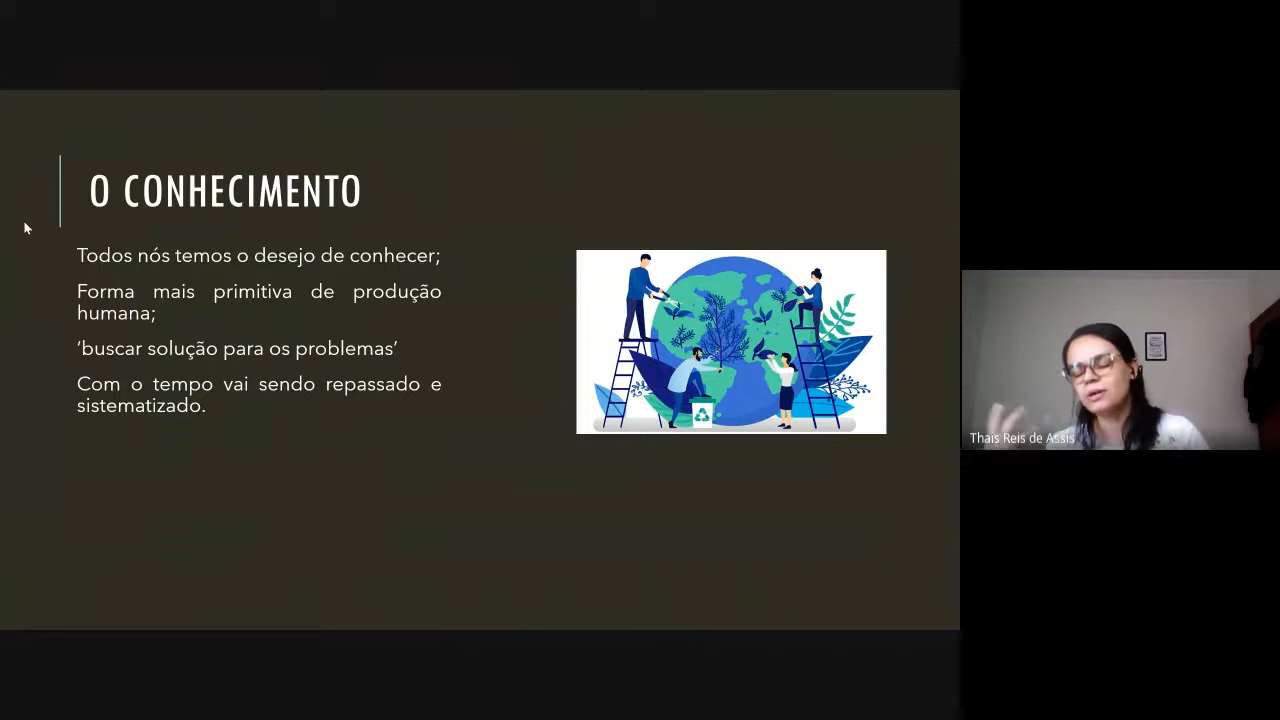 O CONHECIMENTO
Todos nós temos o desejo de conhecer;
Forma mais primitiva de produção
humana;
‘buscar solução para os problemas’
Com o tempo vai sendo repassado e
sistematizado.
Thais Reis de Assis